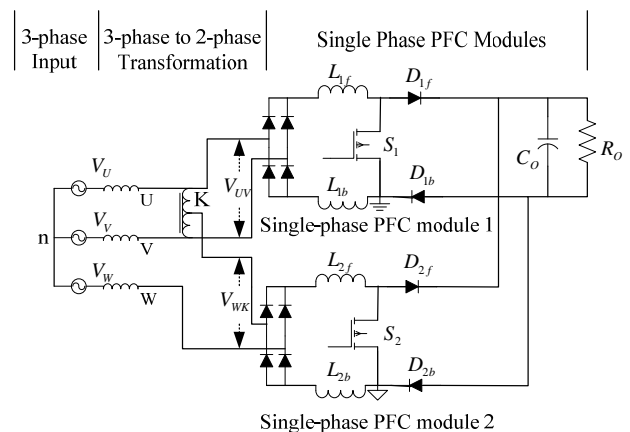 3-phase Input
3-phase to 2-phase Transformation
Single Phase PFC Modules
L1f
D1f
S1
CO
RO
VU
U
K
VUV
L1b
D1b
Single-phase PFC module 1
n
VV
V
L2f
D2f
VW
W
VWK
S2
L2b
D2b
Single-phase PFC module 2